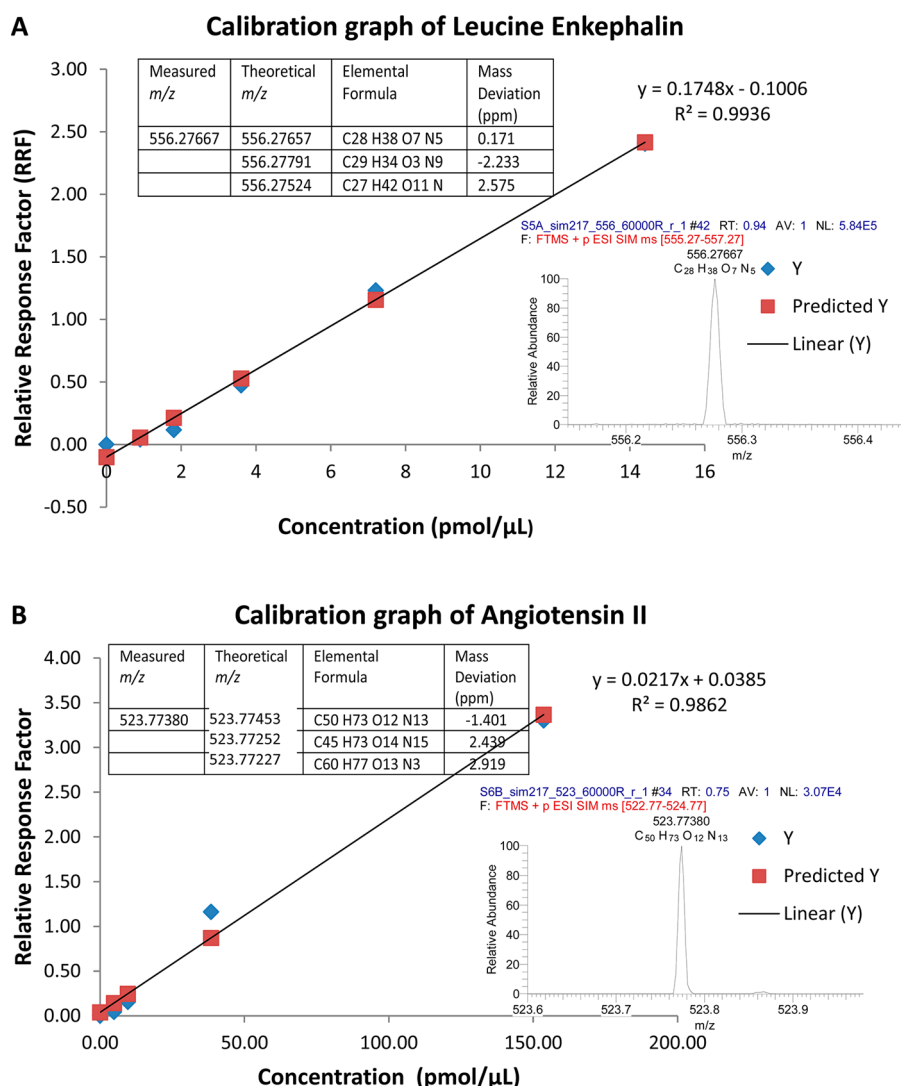 A
Calibration graph of Leucine Enkephalin
Measured m/z Theoretical m/z Elemental Formula Mass Deviation (ppm)
556.27667 556.27657 C28 H38 O7 N5 0.171
556.27791 C29 H34 O3 N9 -2.233
556.27524 C27 H42 O11 N 2.575
y = 0.1748x - 0.1006
R² = 0.9936
S5A_sim217_556_60000R_r_1 #42 RT: 0.94 AV: 1 NL: 5.84E5
F: FTMS + p ESI SIM ms [555.27-557.27]
556.27667
C28 H38 O7 N5
100
80
60
40
20
0
Relative Abundance
556.2 556.3 556.4
m/z
Y
Predicted Y
Linear (Y)
3.00
2.50
2.00
1.50
1.00
0.50
0.00
-0.50
Relative Response Factor (RRF)
0 2 4 6 8 10 12 14 16
Concentration (pmol/µL)
B
Calibration graph of Angiotensin II
Measured m/z Theoretical m/z Elemental Formula Mass Deviation (ppm)
523.77380 523.77453 C50 H73 O12 N13 -1.401
523.77252 C45 H73 O14 N15 2.439
523.77227 C60 H77 O13 N3 2.919
y = 0.0217x + 0.0385
R² = 0.9862
S6B_sim217_523_60000R_r_1 #34 RT: 0.75 AV: 1 NL: 3.07E4
F: FTMS + p ESI SIM ms [522.77-524.77]
523.77380
C50 H73 O12 N13
100
80
60
40
20
0
Relative Abundance
523.6 523.7 523.8 523.9
m/z
Y
Predicted Y
Linear (Y)
4.00
3.50
3.00
2.50
2.00
1.50
1.00
0.50
0.00
Relative Response Factor
0.00 50.00 100.00 150.00 200.00
Concentration (pmol/µL)